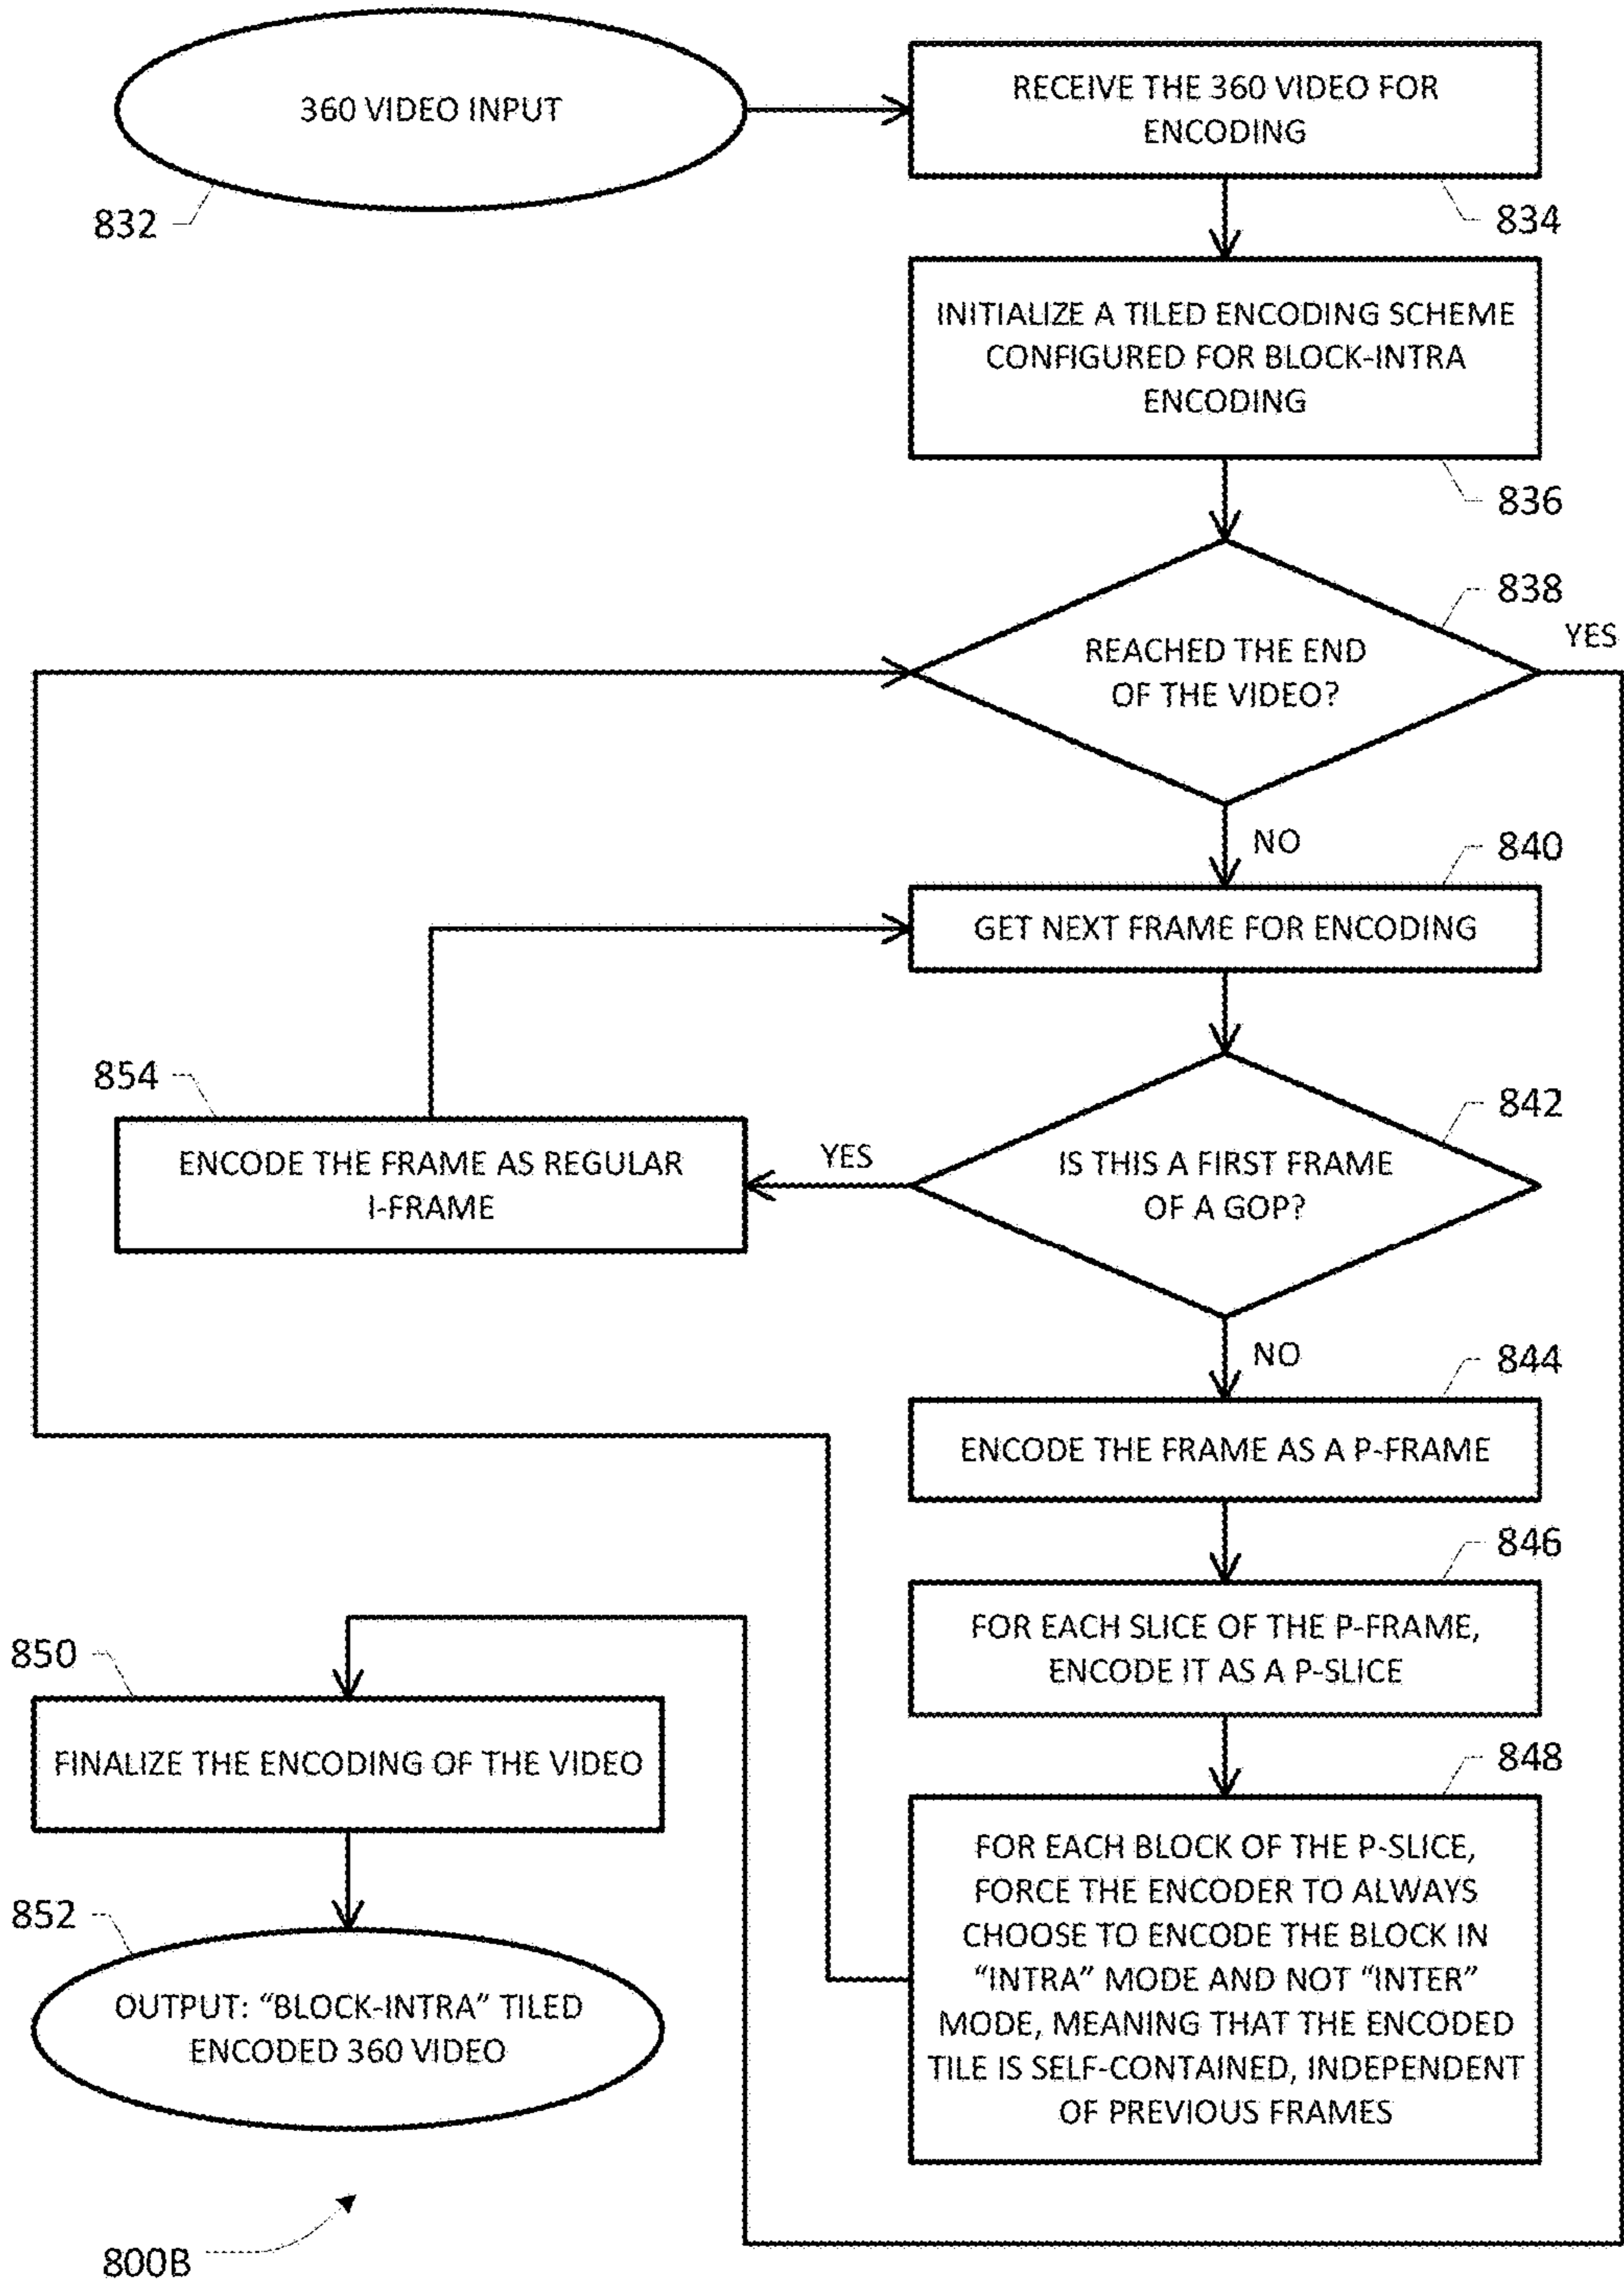 360 VIDEO INPUT
832
RECEIVE THE 360 VIDEO FOR
ENCODING
834
INITIALIZE A TILED ENCODING SCHEME
CONFIGURED FOR BLOCK-INTRA
ENCODING
836
838
REACHED THE END
OF THE VIDEO?
YES
NO
840
GET NEXT FRAME FOR ENCODING
842
IS THIS A FIRST FRAME
OF A GOP?
YES
854
ENCODE THE FRAME AS REGULAR
I-FRAME
NO
844
ENCODE THE FRAME AS A P-FRAME
846
FOR EACH SLICE OF THE P-FRAME,
ENCODE IT AS A P-SLICE
848
FOR EACH BLOCK OF THE P-SLICE,
FORCE THE ENCODER TO ALWAYS
CHOOSE TO ENCODE THE BLOCK IN
“INTRA” MODE AND NOT “INTER”
MODE, MEANING THAT THE ENCODED
TILE IS SELF-CONTAINED, INDEPENDENT
OF PREVIOUS FRAMES
850
FINALIZE THE ENCODING OF THE VIDEO
852
OUTPUT: “BLOCK-INTRA” TILED
ENCODED 360 VIDEO
800B